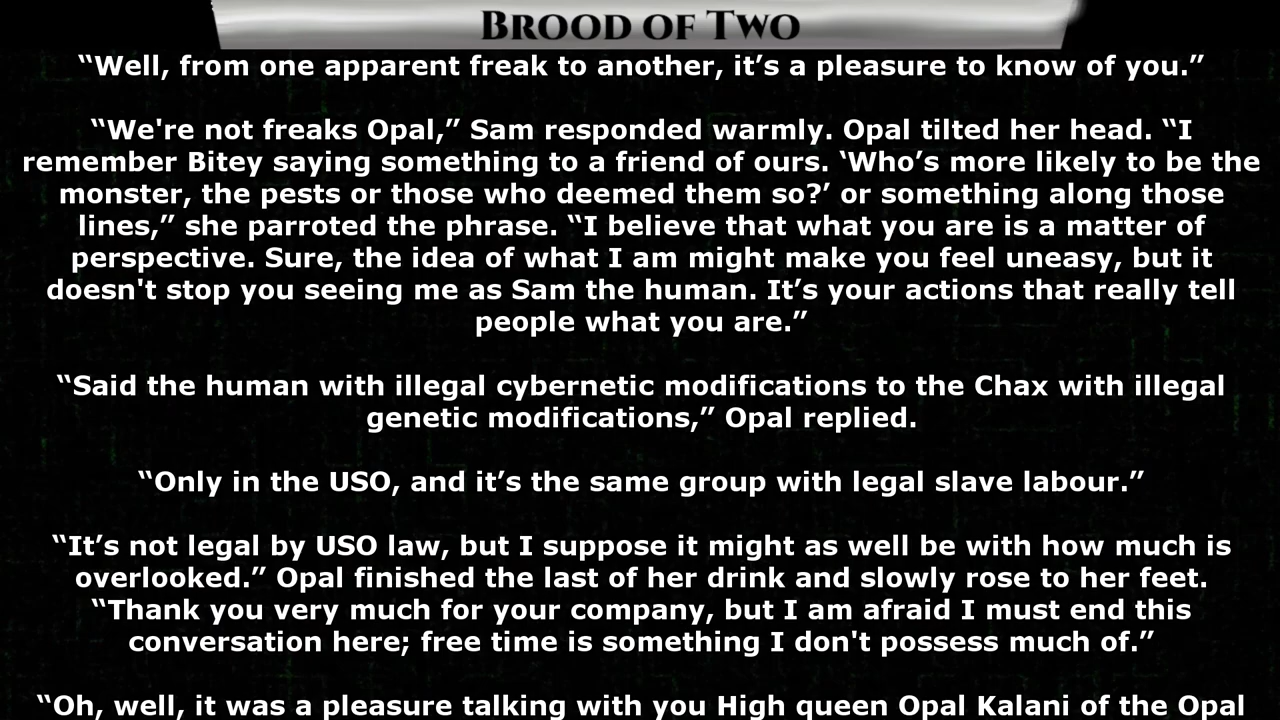 Brood of Two
“Well, from one apparent freak to another, it’s a pleasure to know of you.”
“We're not freaks Opal,” Sam responded warmly. Opal tilted her head. “I
remember Bitey saying something to a friend of ours. ‘Who’s more likely to be the
monster, the pests or those who deemed them so?’ or something along those
lines,” she parroted the phrase. “I believe that what you are is a matter of
perspective. Sure, the idea of what I am might make you feel uneasy, but it
doesn't stop you seeing me as Sam the human. It’s your actions that really tell
people what you are.”
“Said the human with illegal cybernetic modifications to the Chax with illegal
genetic modifications,” Opal replied.
“Only in the USO, and it’s the same group with legal slave labour.”
“It’s not legal by USO law, but I suppose it might as well be with how much is
overlooked.” Opal finished the last of her drink and slowly rose to her feet.
“Thank you very much for your company, but I am afraid I must end this
conversation here; free time is something I don't possess much of.”
“Oh, well, it was a pleasure talking with you High queen Opal Kalani of the Opal